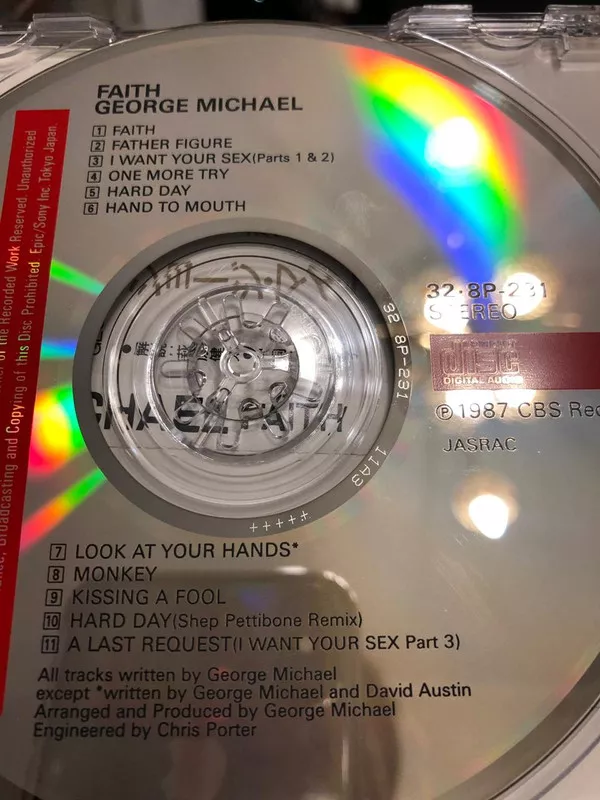 FAITH
GEORGE MICHAEL
1 FAITH
2 FATHER FIGURE
3 I WANT YOUR SEX(Parts 1 & 2)
4 ONE MORE TRY
5 HARD DAY
6 HAND TO MOUTH
of the Recorded Work Reserved. Unauthorized
Broadcasting and Copying of this Disc Prohibited. Epic/Sony Inc. Tokyo Japan.
32·8P-231
STEREO
COMPACT
DISC
DIGITAL AUDIO
Ⓟ1987 CBS Rec
JASRAC
32 8P-231
11A3
+++++
CHAEL FAITH
7 LOOK AT YOUR HANDS*
8 MONKEY
9 KISSING A FOOL
10 HARD DAY(Shep Pettibone Remix)
11 A LAST REQUEST(I WANT YOUR SEX Part 3)
All tracks written by George Michael
except *written by George Michael and David Austin
Arranged and Produced by George Michael
Engineered by Chris Porter